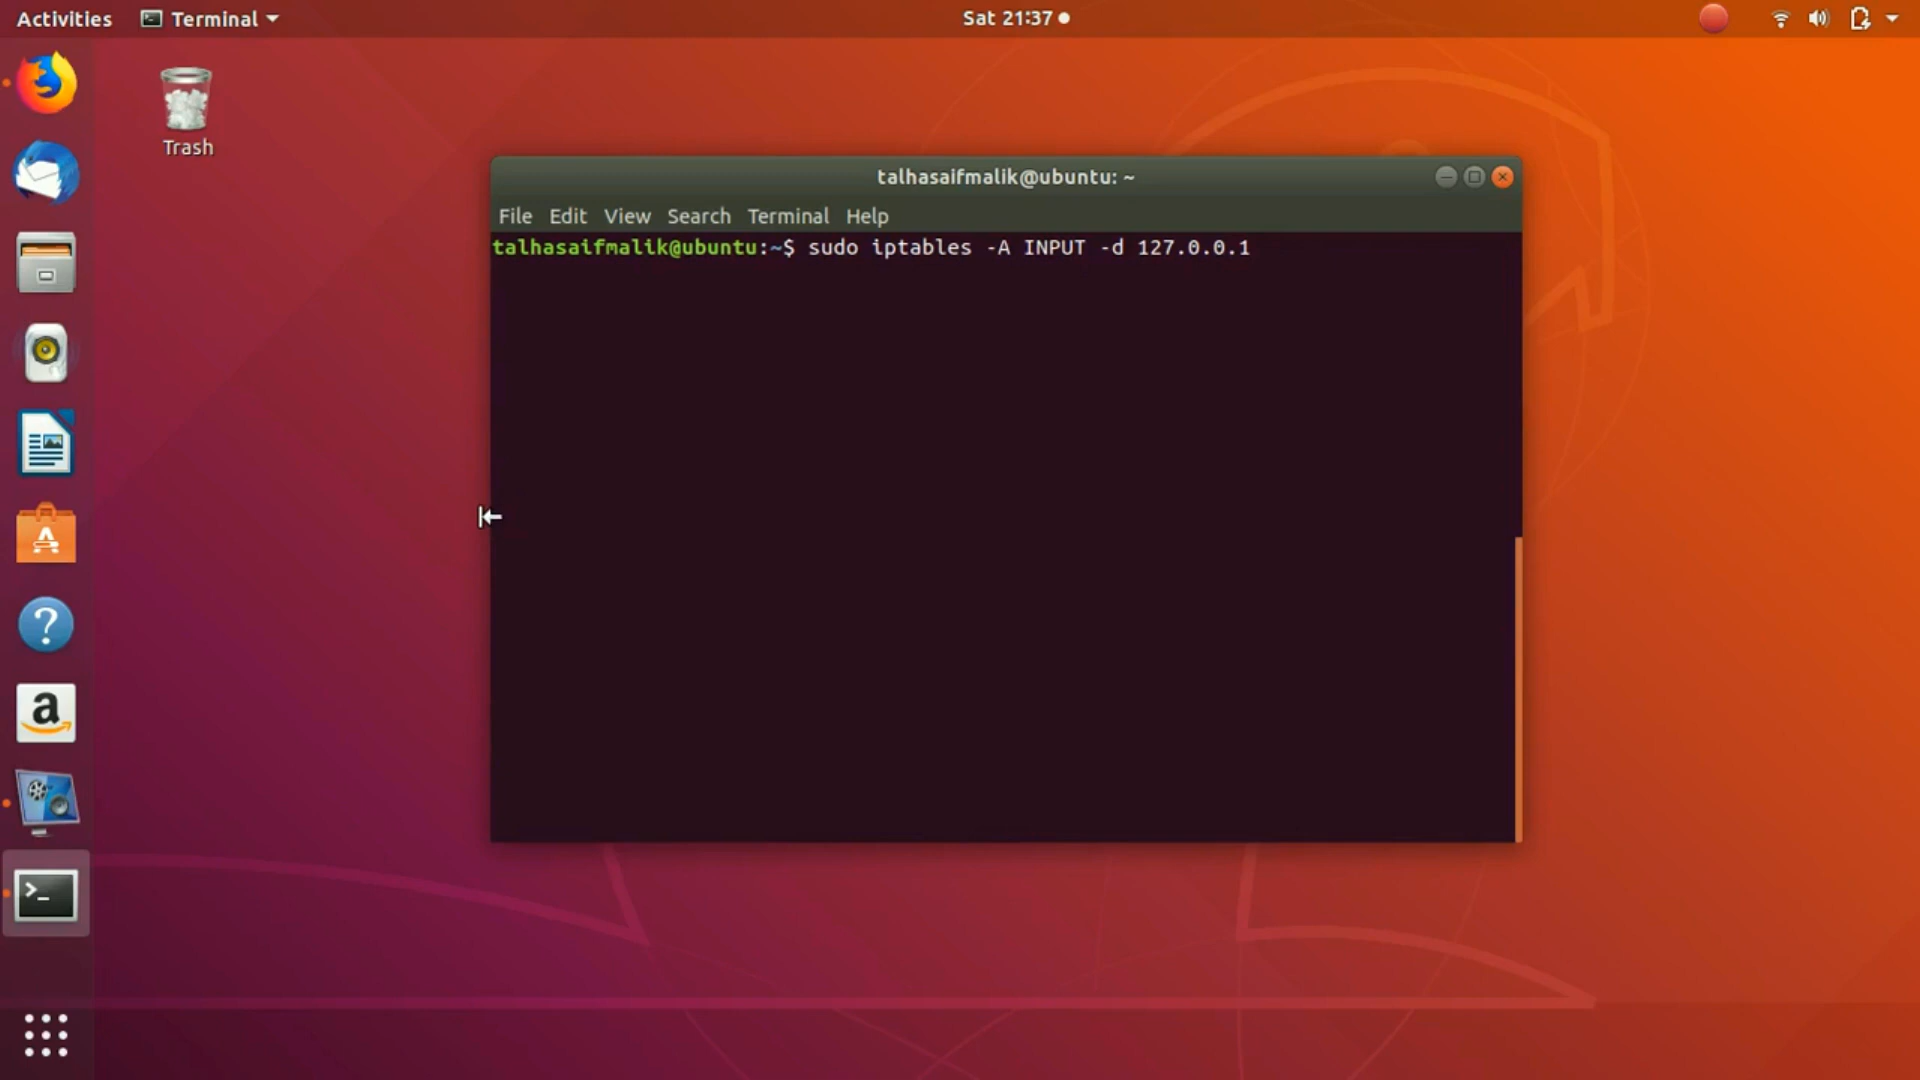 Activities Terminal Sat 21:37
Trash
talhasaifmalik@ubuntu: ~
File Edit View Search Terminal Help
talhasaifmalik@ubuntu:~$ sudo iptables -A INPUT -d 127.0.0.1